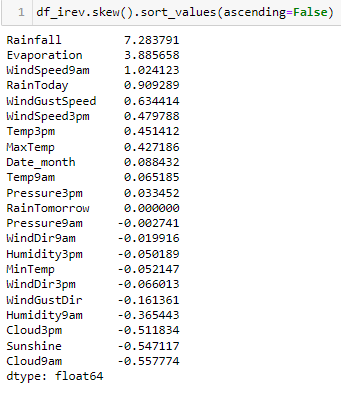 1 df_irev.skew().sort_values(ascending=False)
Rainfall 7.283791
Evaporation 3.885658
WindSpeed9am 1.024123
RainToday 0.909289
WindGustSpeed 0.634414
WindSpeed3pm 0.479788
Temp3pm 0.451412
MaxTemp 0.427186
Date_month 0.088432
Temp9am 0.065185
Pressure3pm 0.033452
RainTomorrow 0.000000
Pressure9am -0.002741
WindDir9am -0.019916
Humidity3pm -0.050189
MinTemp -0.052147
WindDir3pm -0.066013
WindGustDir -0.161361
Humidity9am -0.365443
Cloud3pm -0.511834
Sunshine -0.547117
Cloud9am -0.557774
dtype: float64